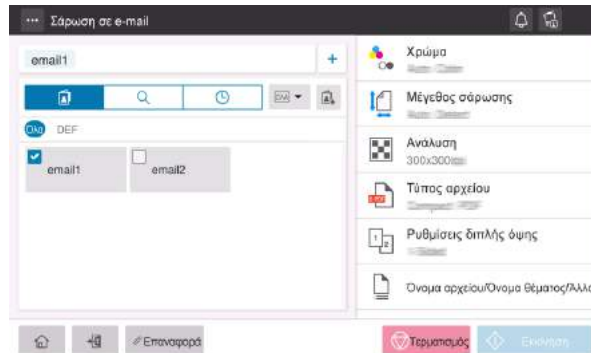 Σάρωση σε e-mail
email1
+
Όλα DEF
email1
email2
Επαναφορά
Χρώμα
Μέγεθος σάρωσης
Ανάλυση
300x300
Τύπος αρχείου
Ρυθμίσεις διπλής όψης
Όνομα αρχείου/Όνομα θέματος/Άλλο
Τερματισμός
Εκκίνηση